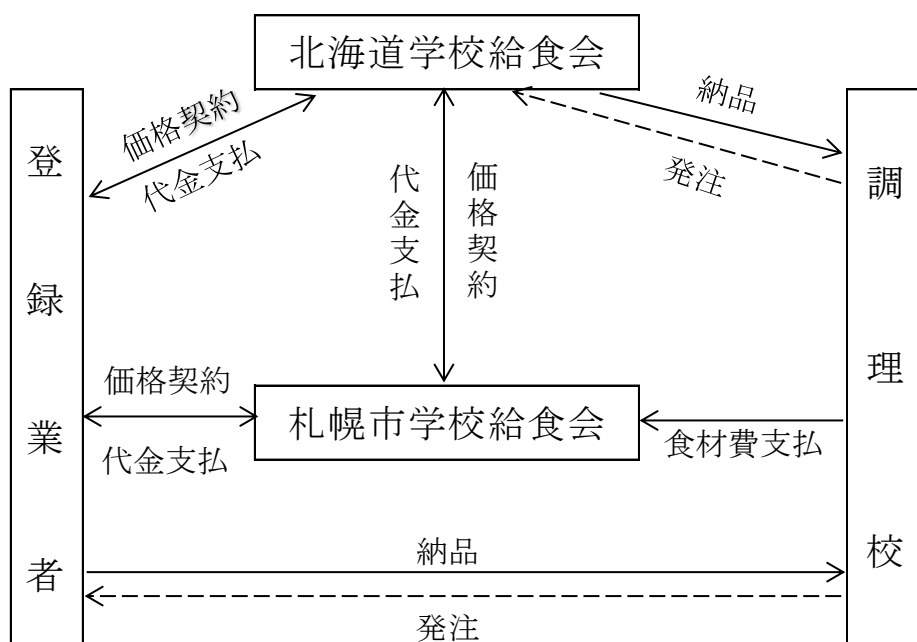 北海道学校給食会
価格契約
代金支払
納品
発注
登録業者
代金支払
価格契約
調理校
価格契約
代金支払
札幌市学校給食会
食材費支払
納品
発注